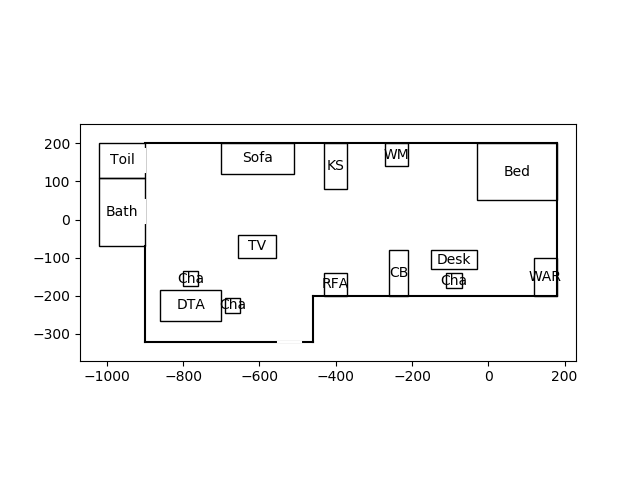 200
100
0
−100
−200
−300
−1000
−800
−600
−400
−200
0
200
Toil
Bath
Sofa
KS
WM
Bed
TV
Cha
DTA
Cha
RFA
CB
Desk
Cha
WAR